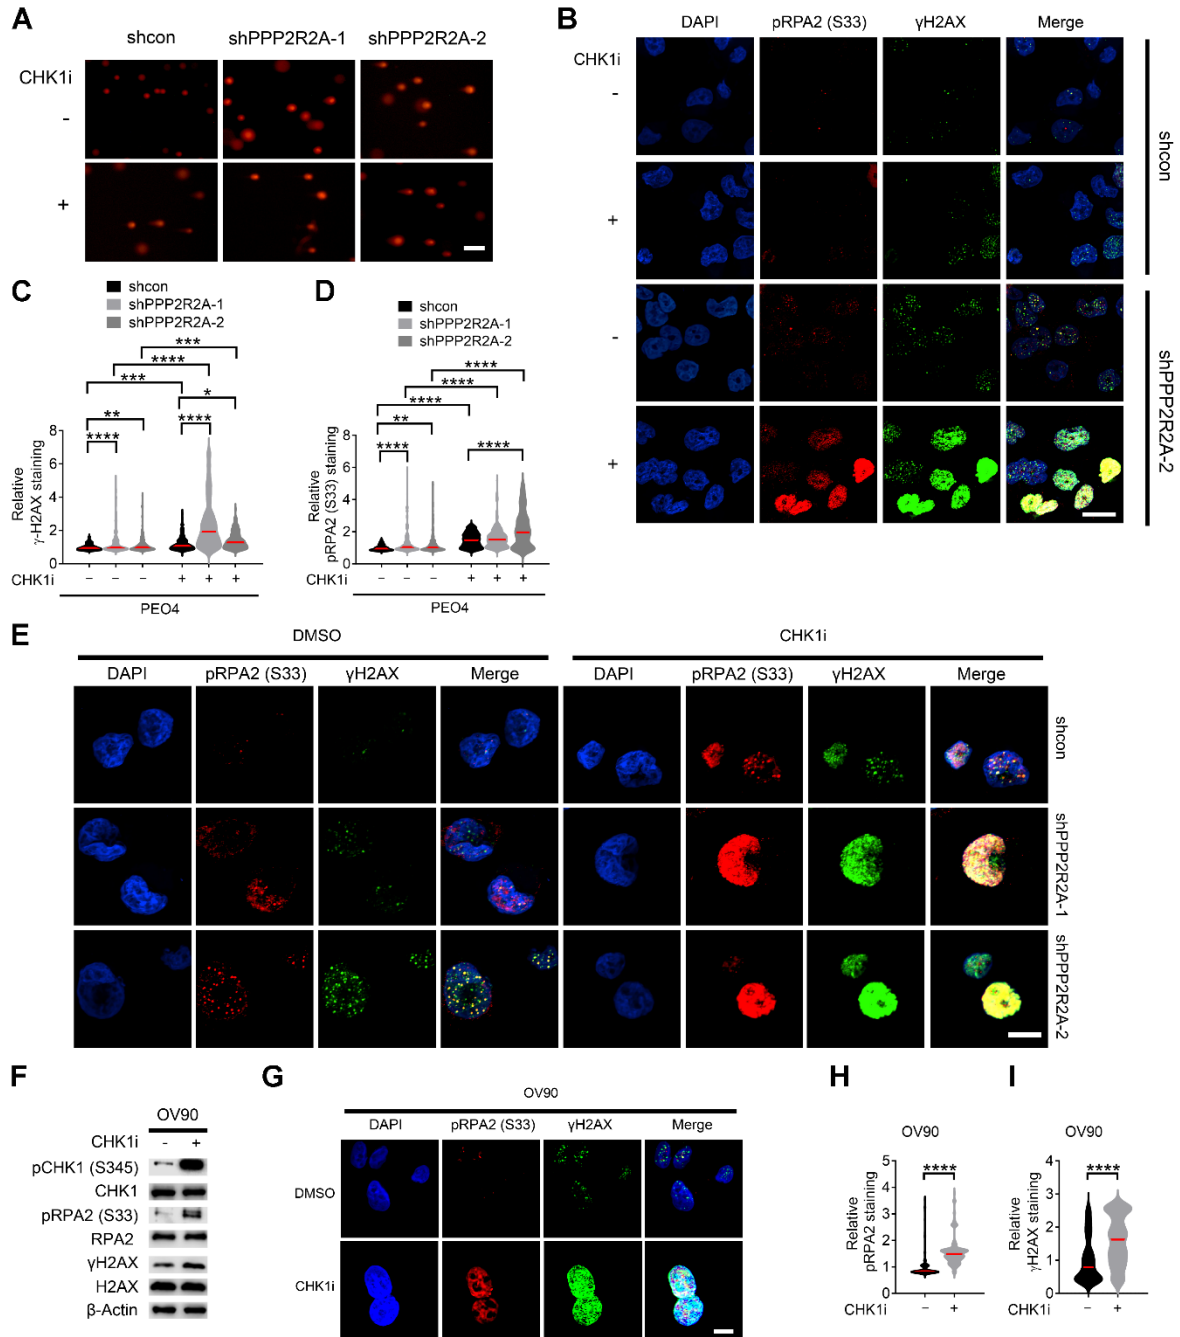 A
shcon
shPPP2R2A-1
shPPP2R2A-2
CHK1i
-
+
B
DAPI
pRPA2 (S33)
γH2AX
Merge
CHK1i
-
+
-
+
shcon
shPPP2R2A-2
C
shcon
shPPP2R2A-1
shPPP2R2A-2
***
****
***
*
**
****
****
Relative
γ-H2AX staining
8
6
4
2
0
CHK1i
- - - + + +
PEO4
D
shcon
shPPP2R2A-1
shPPP2R2A-2
****
****
****
**
****
****
Relative
pRPA2 (S33) staining
8
6
4
2
0
CHK1i
- - - + + +
PEO4
E
DMSO
CHK1i
DAPI
pRPA2 (S33)
γH2AX
Merge
DAPI
pRPA2 (S33)
γH2AX
Merge
shcon
shPPP2R2A-1
shPPP2R2A-2
F
OV90
CHK1i - +
pCHK1 (S345)
CHK1
pRPA2 (S33)
RPA2
γH2AX
H2AX
β-Actin
G
OV90
DAPI
pRPA2 (S33)
γH2AX
Merge
DMSO
CHK1i
H
OV90
****
Relative
pRPA2 staining
5
4
3
2
1
0
CHK1i - +
I
OV90
****
Relative
γH2AX staining
4
3
2
1
0
CHK1i - +